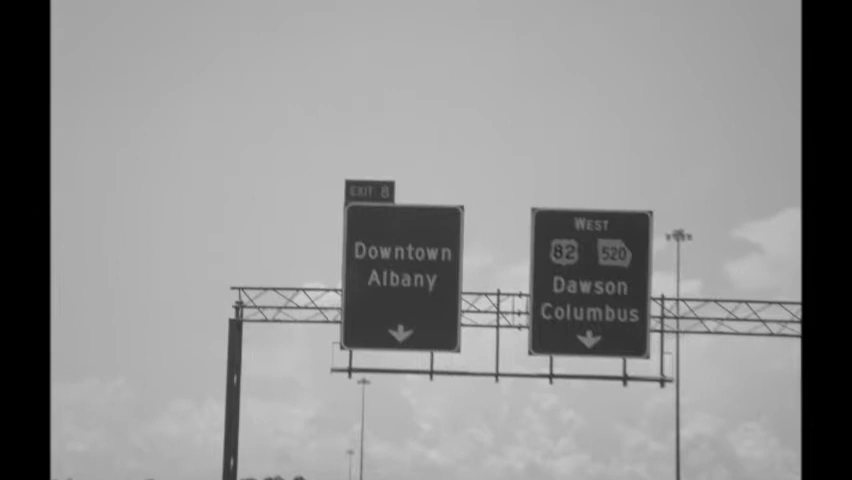 EXIT 8
Downtown
Albany
WEST
82 520
Dawson
Columbus